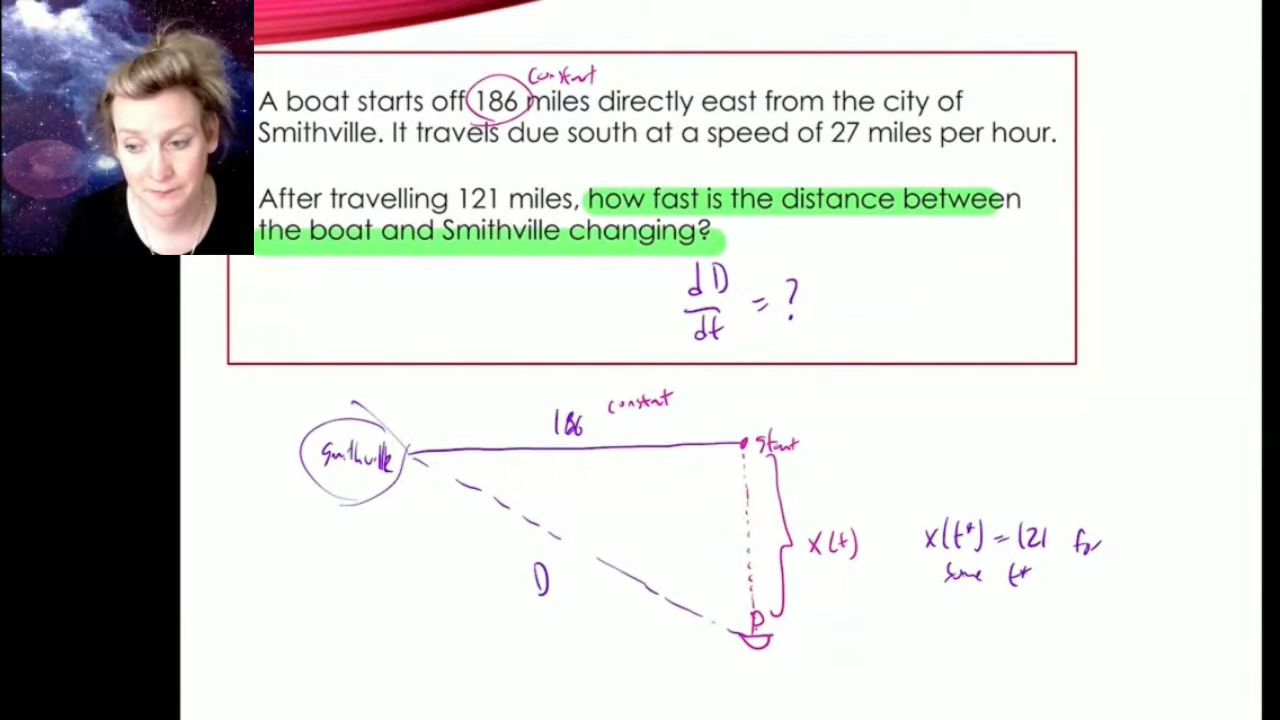 constant
A boat starts off 186 miles directly east from the city of
Smithville. It travels due south at a speed of 27 miles per hour.
After travelling 121 miles, how fast is the distance between
the boat and Smithville changing?
dD/dt = ?
186 constant
Smithville
start
x(t)
x(t*) = 121 for
some t*
D
P